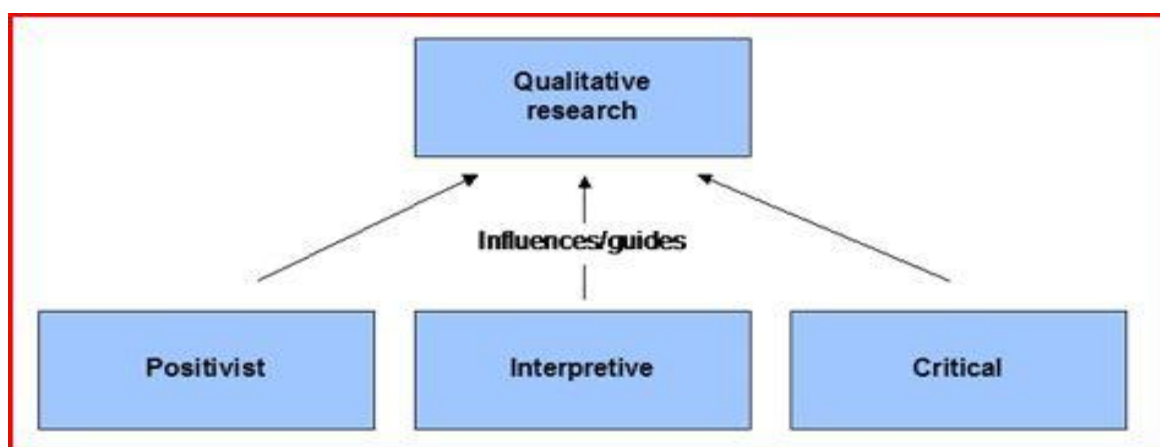 Qualitative
research
Influences/guides
Positivist
Interpretive
Critical